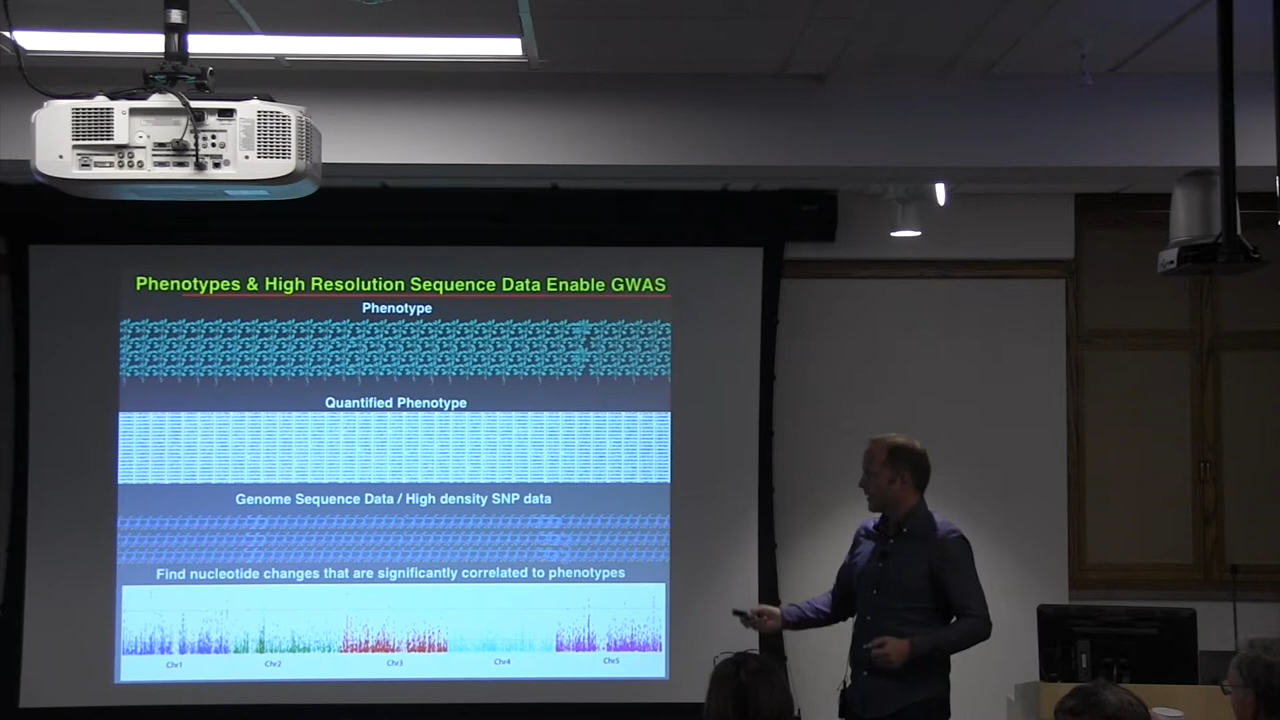 Phenotypes & High Resolution Sequence Data Enable GWAS
Phenotype
Quantified Phenotype
Genome Sequence Data / High density SNP data
Find nucleotide changes that are significantly correlated to phenotypes
Chr1 Chr2 Chr3 Chr4 Chr5